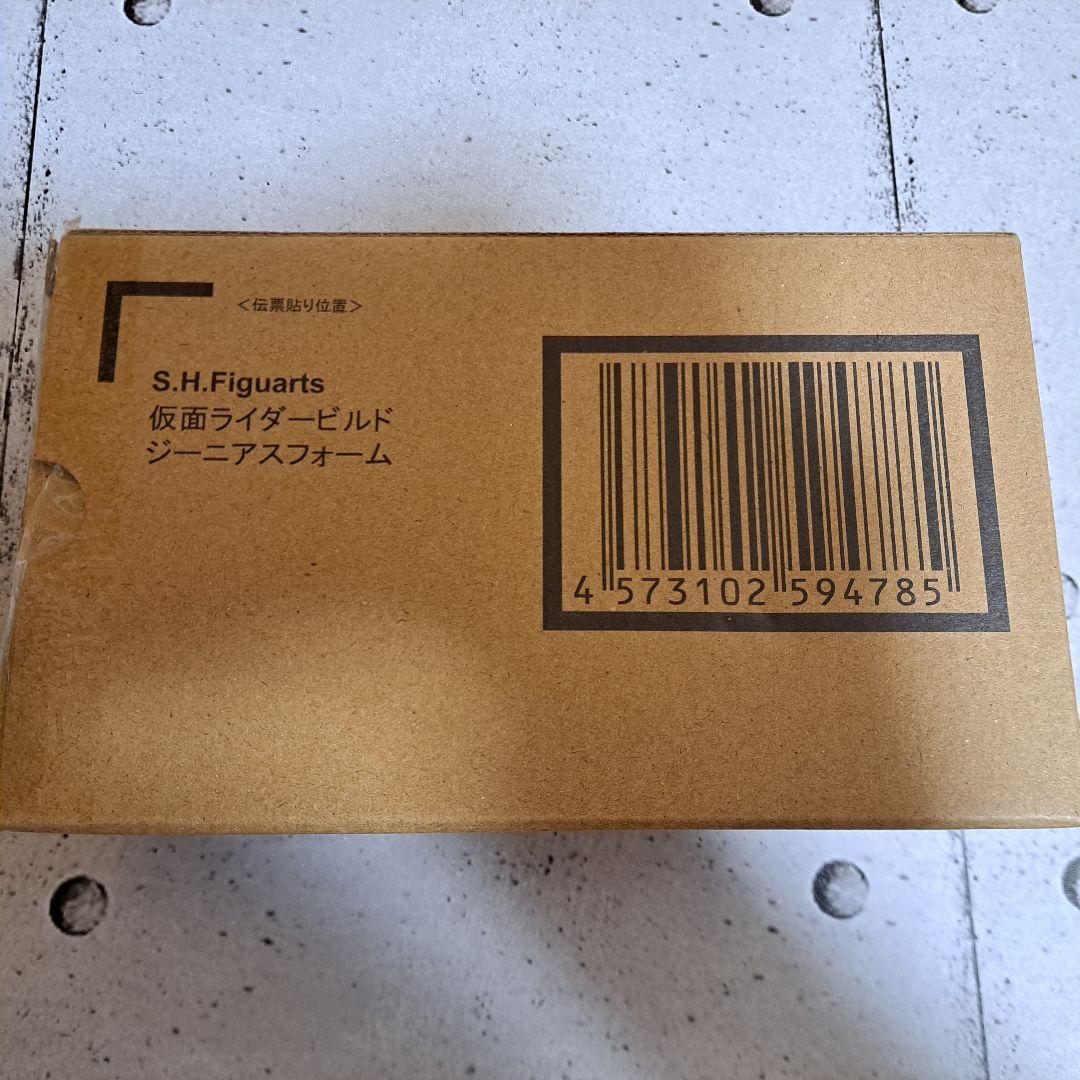 <伝票貼り位置>
S.H.Figuarts
仮面ライダービルド
ジーニアスフォーム
4 573102 594785